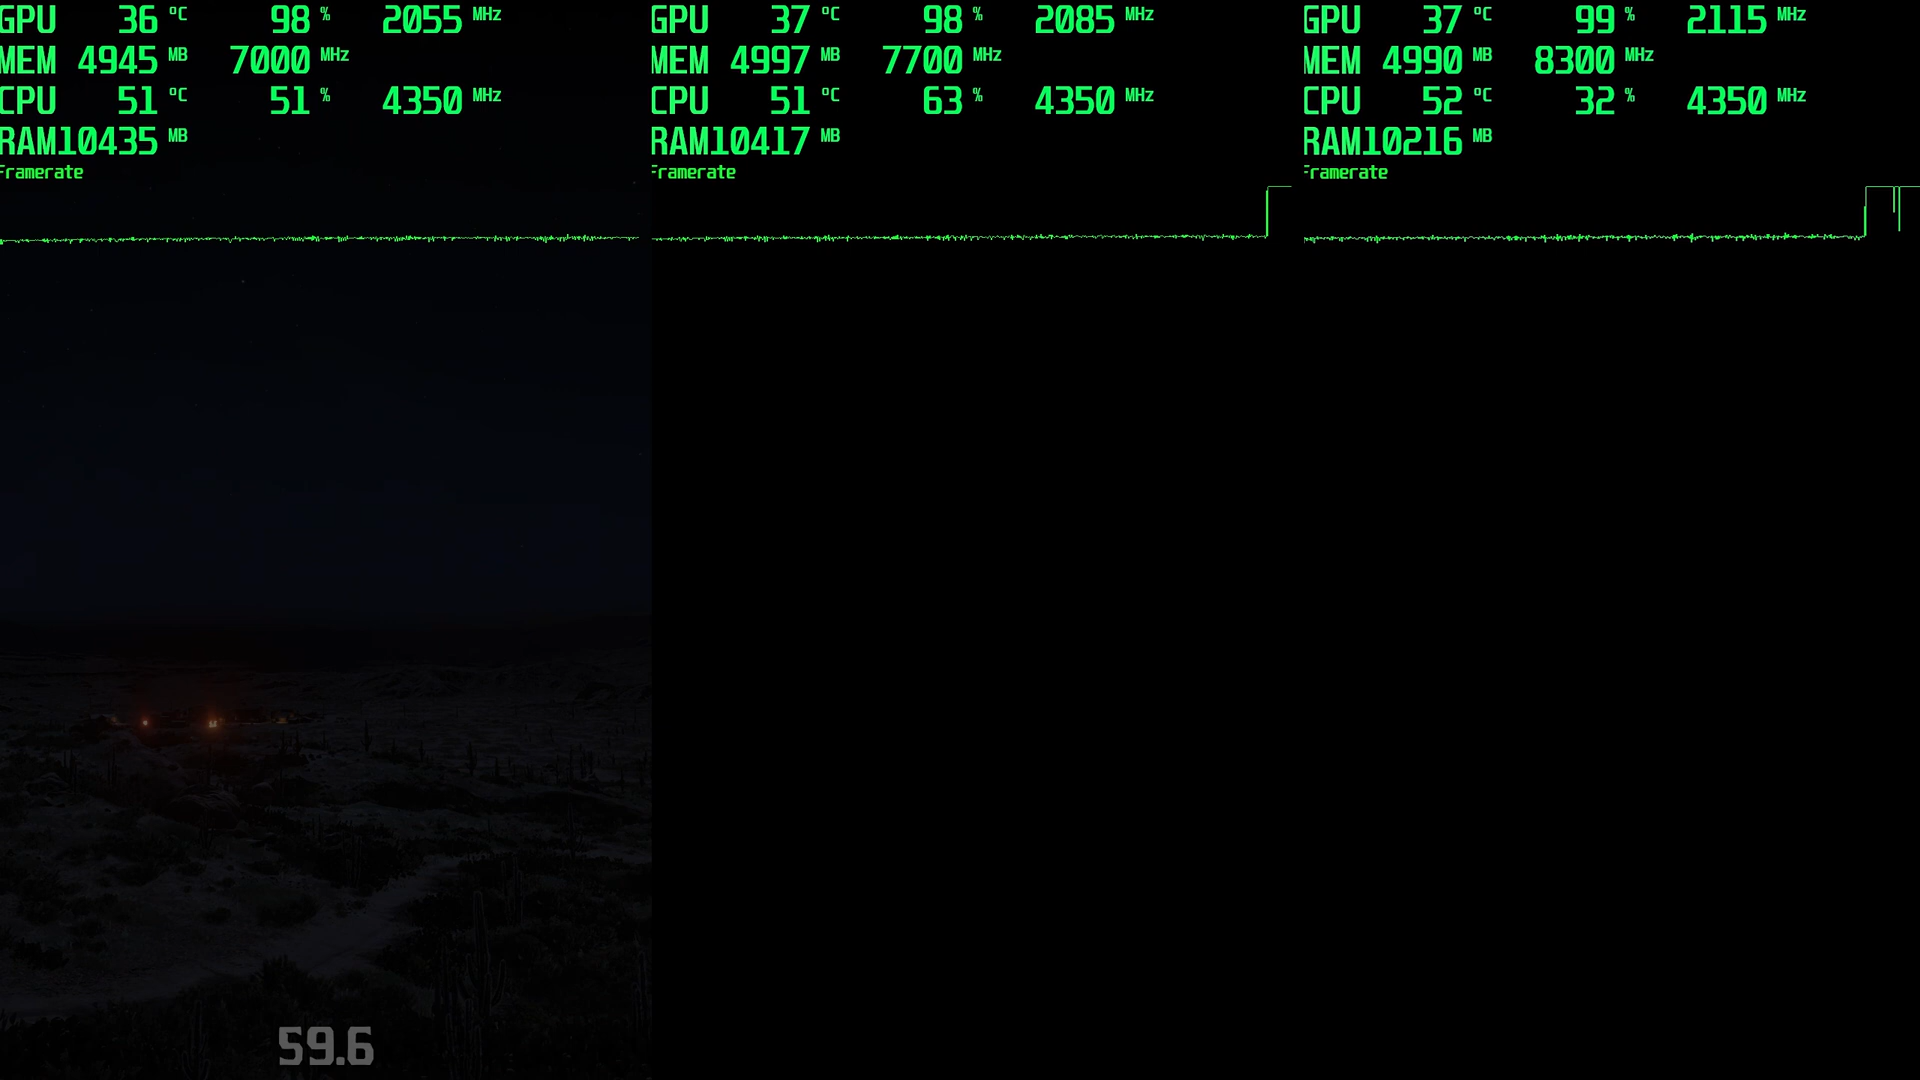 GPU 36 °C 98 % 2055 MHz
MEM 4945 MB 7000 MHz
CPU 51 °C 51 % 4350 MHz
RAM10435 MB
Framerate
59.6
GPU 37 °C 98 % 2085 MHz
MEM 4997 MB 7700 MHz
CPU 51 °C 63 % 4350 MHz
RAM10417 MB
Framerate
GPU 37 °C 99 % 2115 MHz
MEM 4990 MB 8300 MHz
CPU 52 °C 32 % 4350 MHz
RAM10216 MB
Framerate